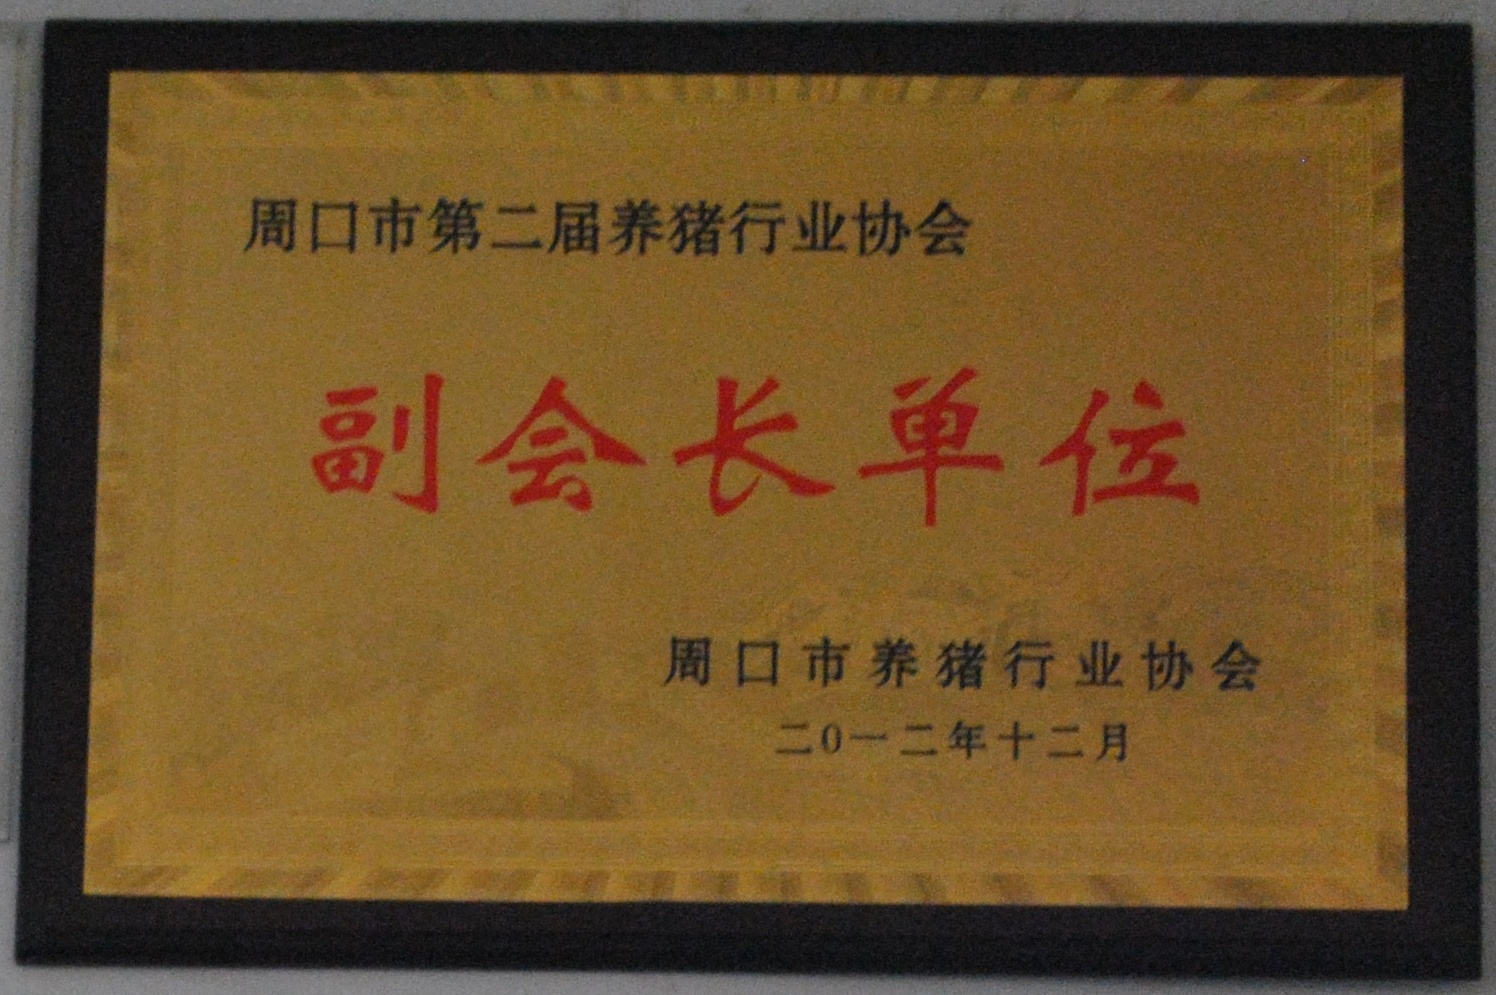 周口市第二届养猪行业协会
副会长单位
周口市养猪行业协会
二0一二年十二月